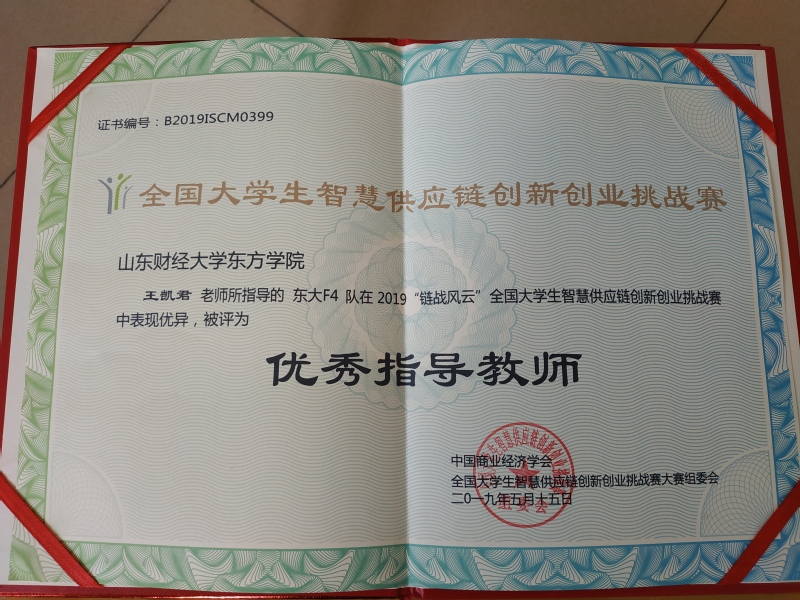 证书编号：B2019ISCM0399
全国大学生智慧供应链创新创业挑战赛
山东财经大学东方学院
王凯君 老师所指导的 东大F4 队在 2019“链战风云”全国大学生智慧供应链创新创业挑战赛
中表现优异，被评为
优秀指导教师
中国商业经济学会
全国大学生智慧供应链创新创业挑战赛大赛组委会
二0一九年五月十五日
组委会